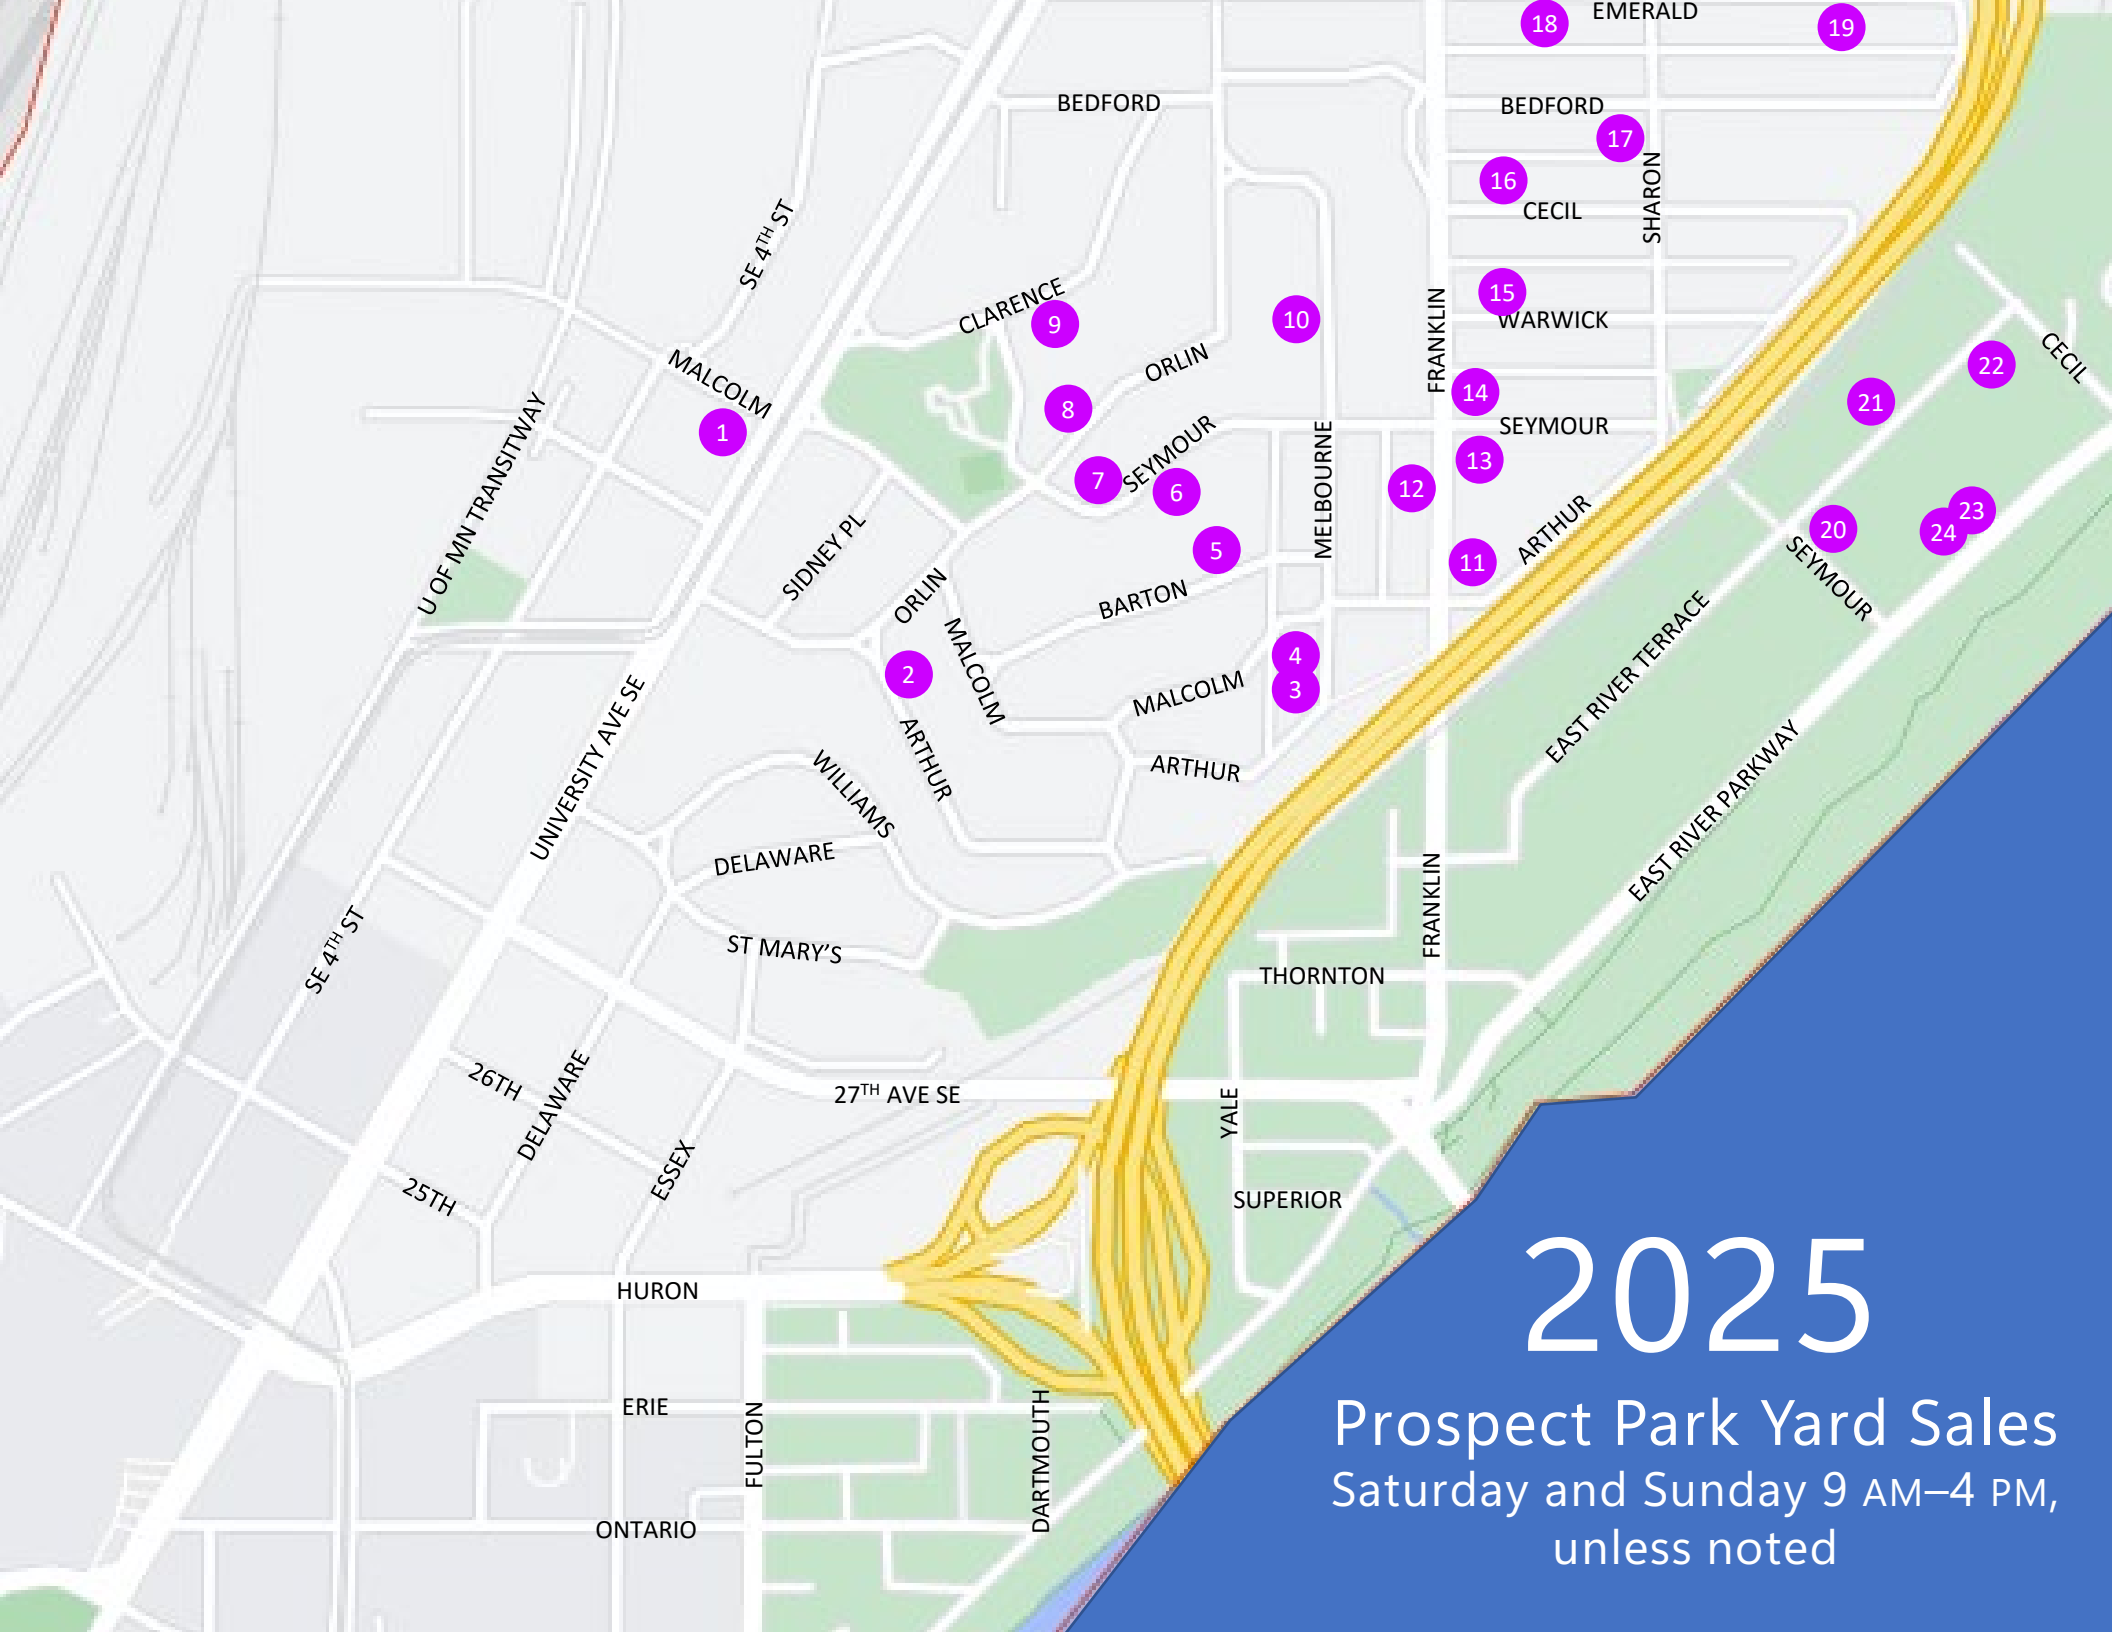 EMERALD
18
19
BEDFORD
BEDFORD
17
SHARON
16
CECIL
SE 4TH ST
CLARENCE
9
10
FRANKLIN
15
WARWICK
MALCOLM
1
ORLIN
8
14
SEYMOUR
CECIL
22
21
U OF MN TRANSITWAY
SEYMOUR
7
6
MELBOURNE
12
13
SIDNEY PL
5
11
ARTHUR
20
23
24
SEYMOUR
ORLIN
BARTON
MALCOLM
2
4
3
MALCOLM
EAST RIVER TERRACE
UNIVERSITY AVE SE
ARTHUR
ARTHUR
WILLIAMS
EAST RIVER PARKWAY
DELAWARE
FRANKLIN
SE 4TH ST
ST MARY'S
THORNTON
26TH
DELAWARE
27TH AVE SE
YALE
25TH
ESSEX
SUPERIOR
HURON
ERIE
FULTON
DARTMOUTH
ONTARIO
2025
Prospect Park Yard Sales
Saturday and Sunday 9 AM–4 PM,
unless noted